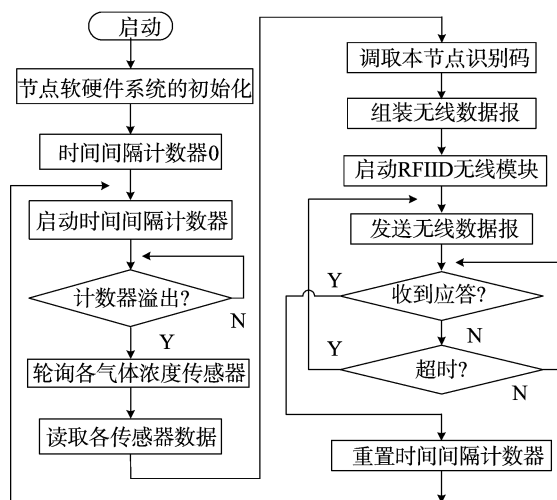 启动
节点软硬件系统的初始化
时间间隔计数器0
启动时间间隔计数器
计数器溢出?
N
Y
轮询各气体浓度传感器
读取各传感器数据
调取本节点识别码
组装无线数据报
启动RFIID无线模块
发送无线数据报
Y
收到应答?
N
Y
超时?
N
重置时间间隔计数器